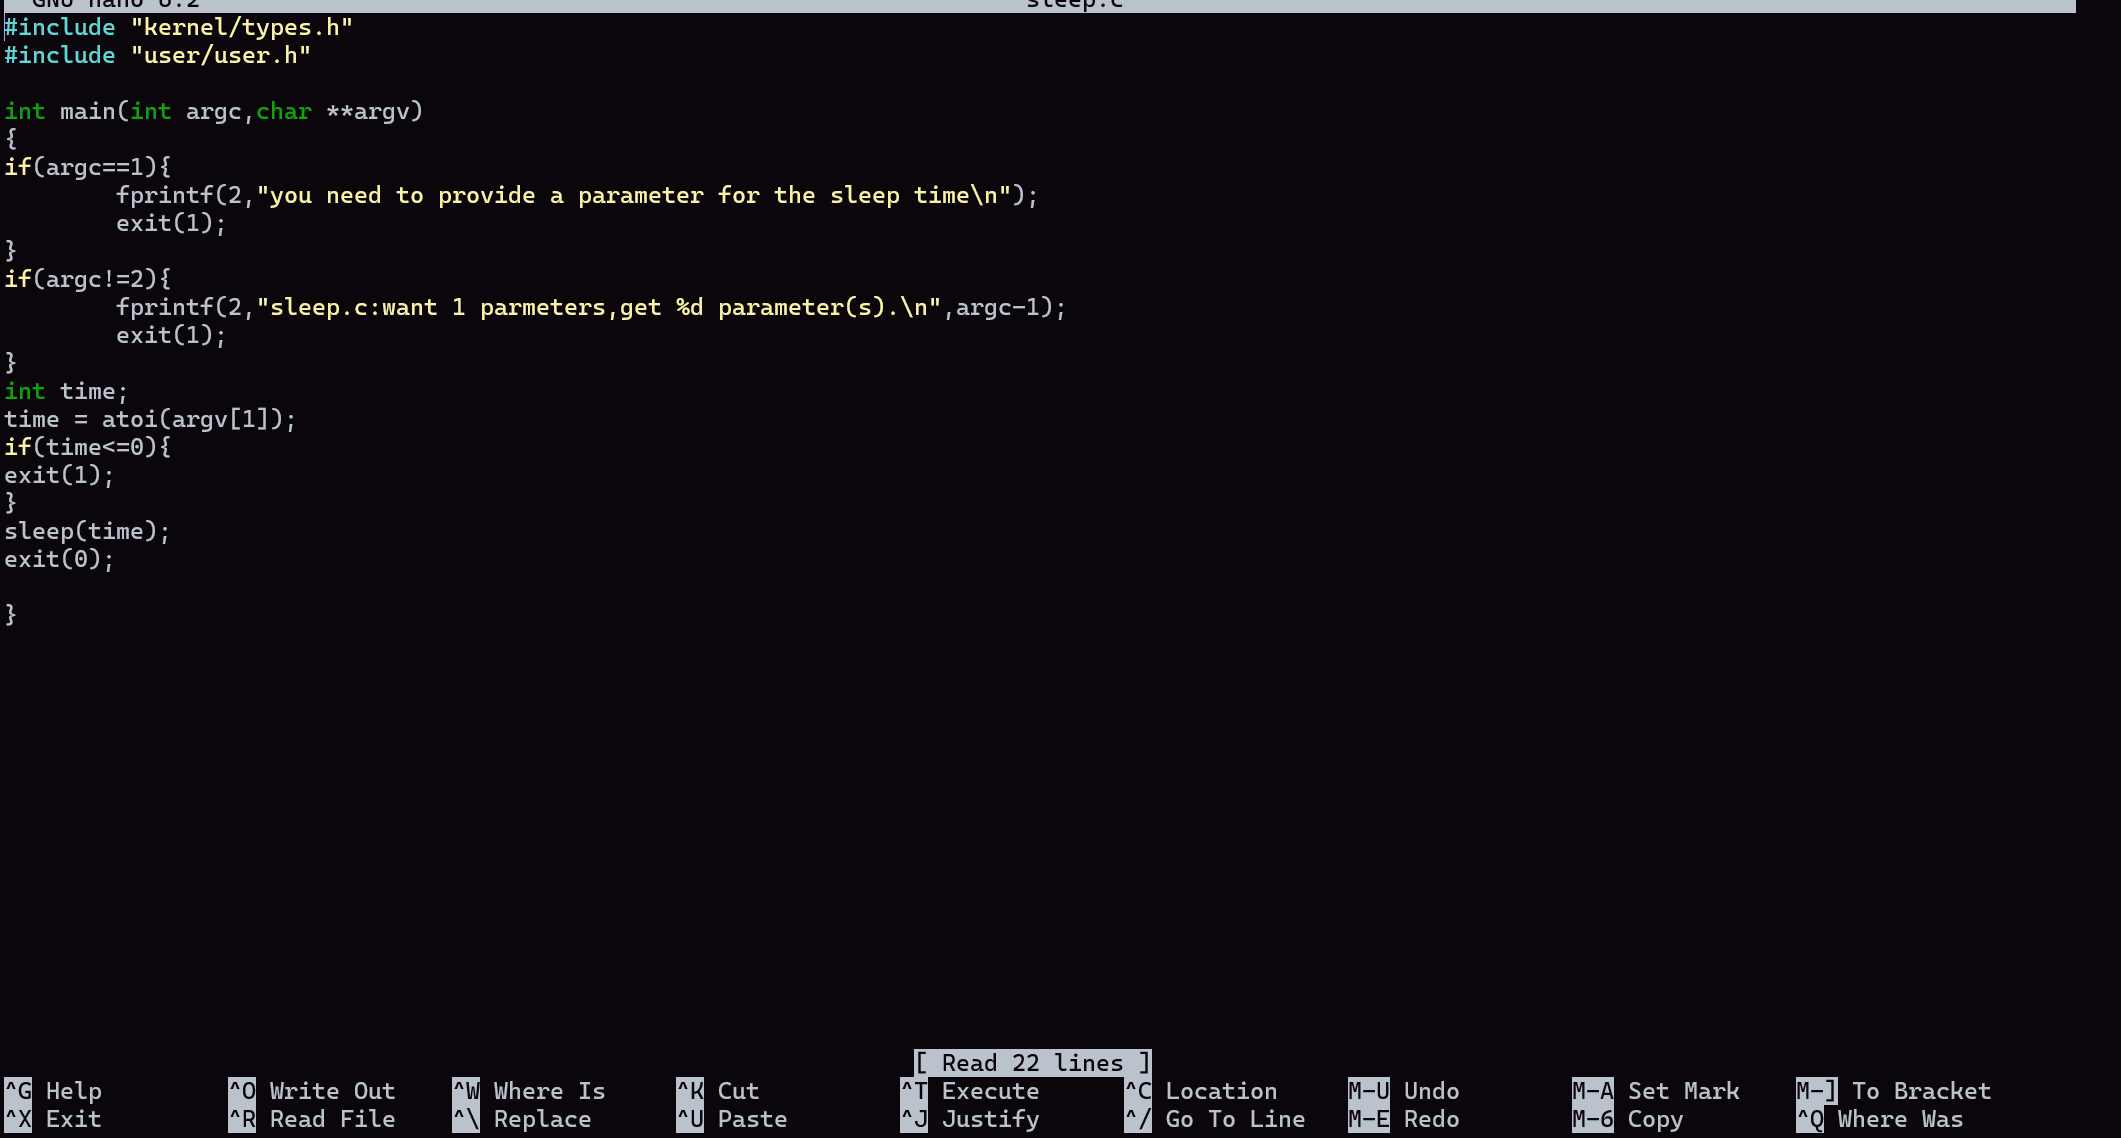 GNU nano 6.2 sleep.c
#include "kernel/types.h"
#include "user/user.h"
int main(int argc,char **argv)
{
if(argc==1){
fprintf(2,"you need to provide a parameter for the sleep time\n");
exit(1);
}
if(argc!=2){
fprintf(2,"sleep.c:want 1 parmeters,get %d parameter(s).\n",argc-1);
exit(1);
}
int time;
time = atoi(argv[1]);
if(time<=0){
exit(1);
}
sleep(time);
exit(0);
}
[ Read 22 lines ]
^G Help ^O Write Out ^W Where Is ^K Cut ^T Execute ^C Location M-U Undo M-A Set Mark M-] To Bracket
^X Exit ^R Read File ^\ Replace ^U Paste ^J Justify ^/ Go To Line M-E Redo M-6 Copy ^Q Where Was